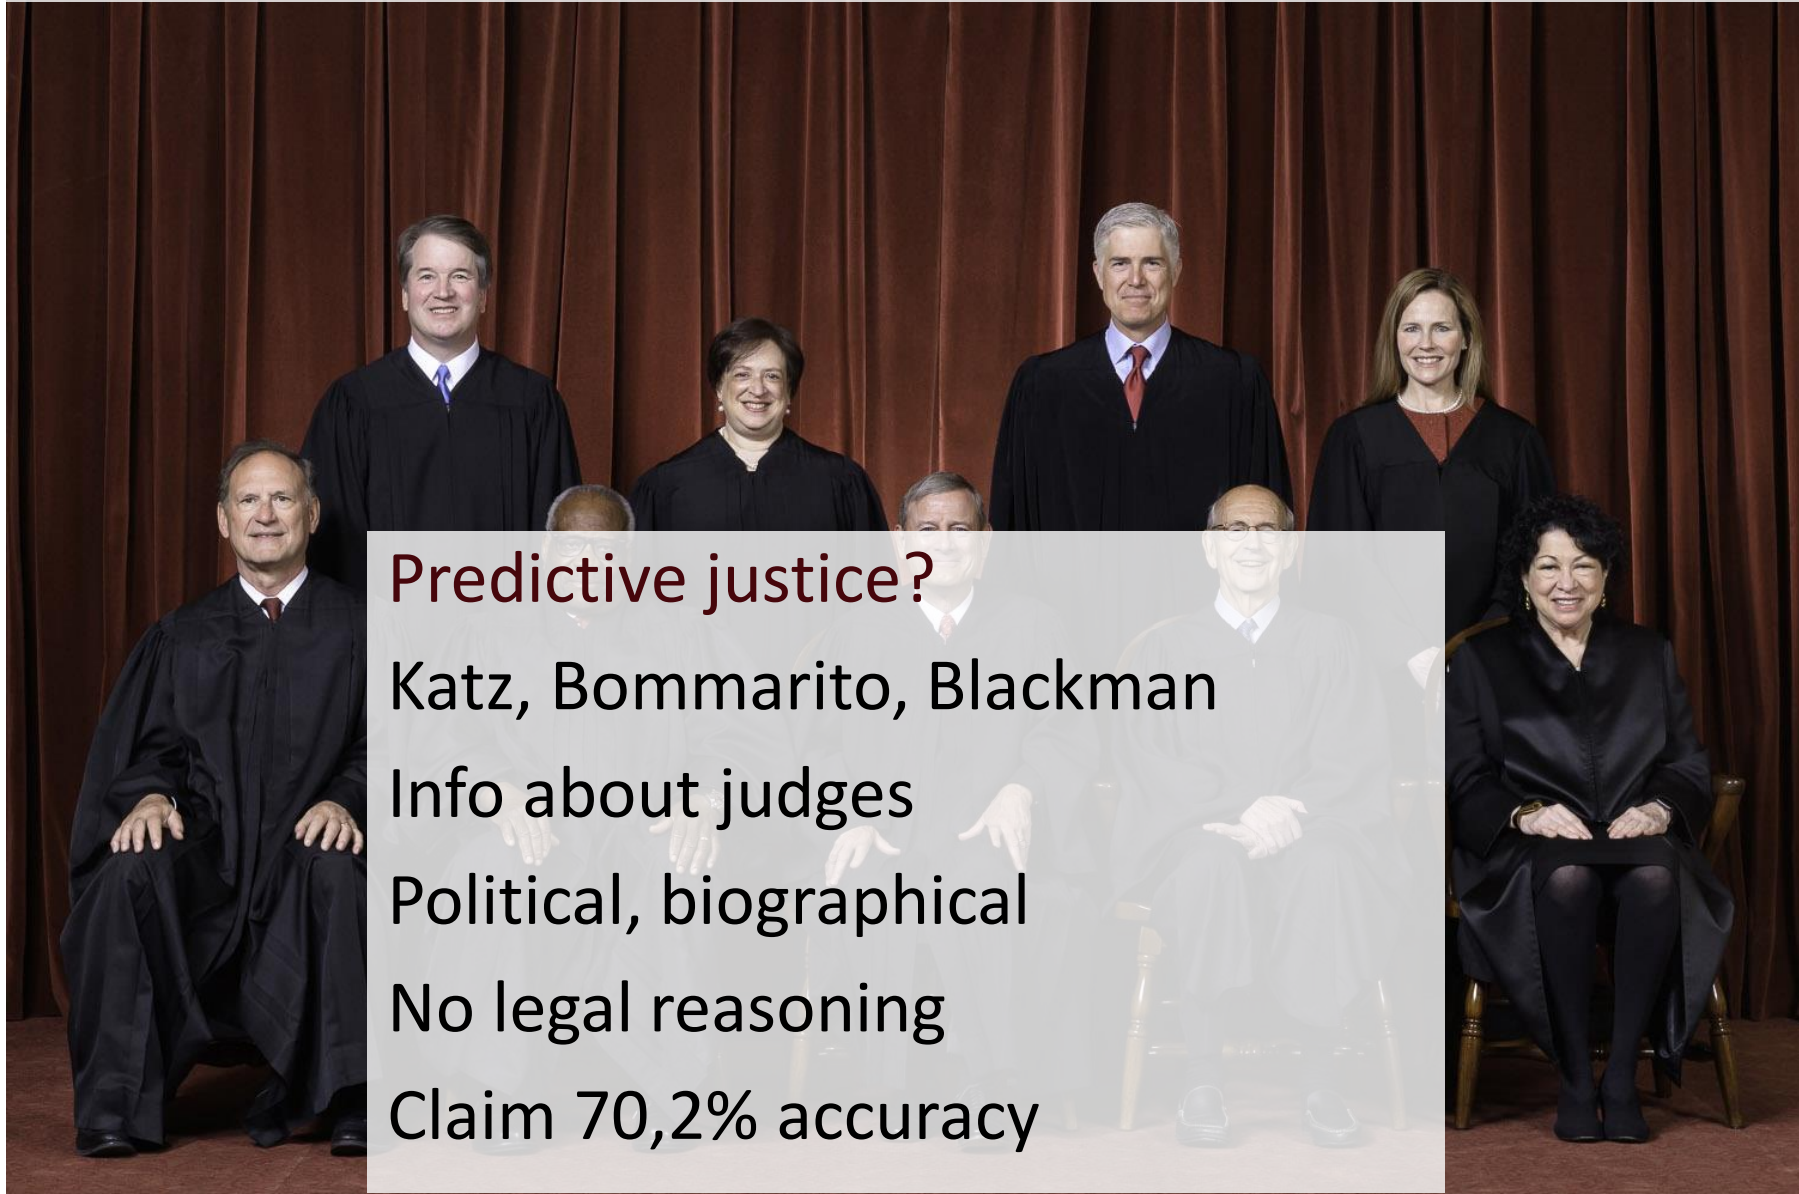 Predictive justice?
Katz, Bommarito, Blackman
Info about judges
Political, biographical
No legal reasoning
Claim 70,2% accuracy